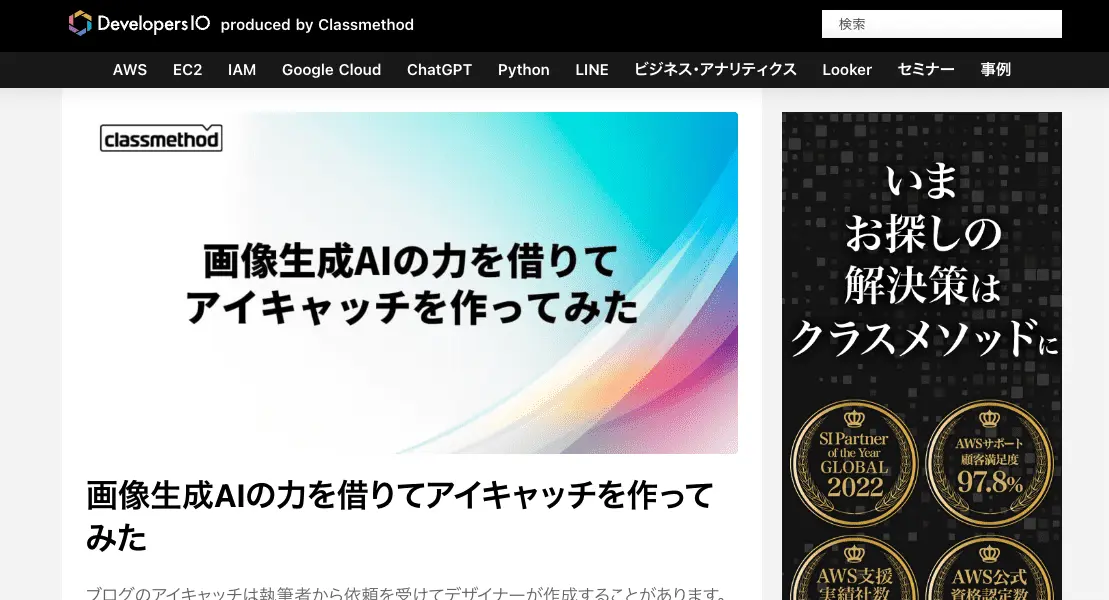 DevelopersIO produced by Classmethod
検索
AWS EC2 IAM Google Cloud ChatGPT Python LINE ビジネス・アナリティクス Looker セミナー 事例
classmethod
画像生成AIの力を借りて
アイキャッチを作ってみた
画像生成AIの力を借りてアイキャッチを作って
みた
ブログのアイキャッチは執筆者から依頼を受けてデザイナーが作成することがあります。
いま
お探しの
解決策は
クラスメソッドに
SI Partner
of the Year
GLOBAL
2022
AWSサポート
顧客満足度
97.8%
AWS支援
実績社数
AWS公式
資格認定数